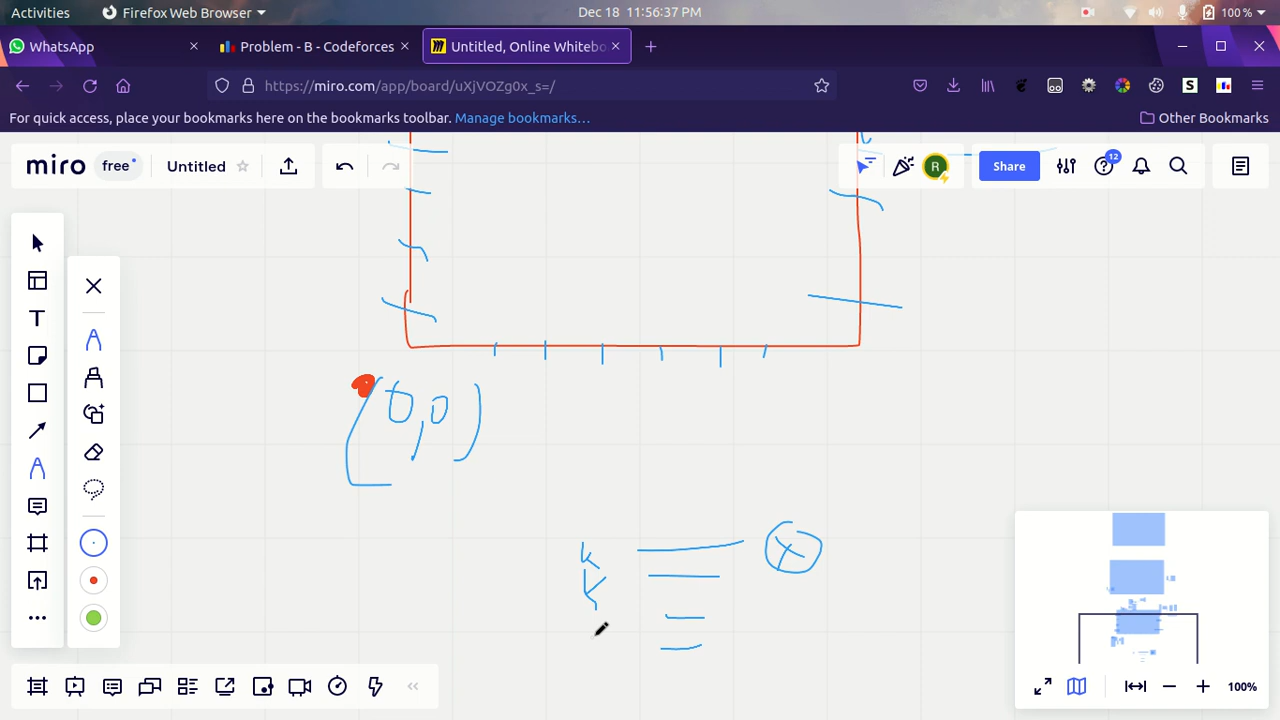 Activities Firefox Web Browser Dec 18 11:56:37 PM 100 %
WhatsApp Problem - B - Codeforces Untitled, Online Whitebo
https://miro.com/app/board/uXjVOZg0x_s=/
For quick access, place your bookmarks here on the bookmarks toolbar. Manage bookmarks… Other Bookmarks
miro free Untitled R Share 12
(0,0)
k
k
x
100%